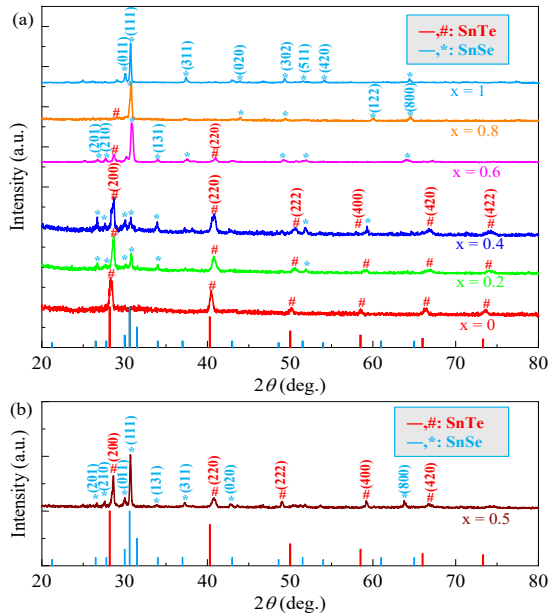 (a)
—,#: SnTe
—,*: SnSe
(011)
(111)
(311)
(020)
(302)
(511)
(420)
x = 1
#
(122)
(800)
x = 0.8
(201)
(210)
#
(131)
(220)
#
x = 0.6
(200)
#
(220)
#
(222)
#
(400)
#
(420)
#
(422)
#
x = 0.4
# # # # # #
x = 0.2
# # # # # #
x = 0
Intensity (a.u.)
20 30 40 50 60 70 80
2θ (deg.)
(b)
—,#: SnTe
—,*: SnSe
(201)
(210)
(200)
#
(011)
(111)
(131)
(311)
(220)
#
(020)
(222)
#
(400)
#
(800)
(420)
#
x = 0.5
Intensity (a.u.)
20 30 40 50 60 70 80
2θ (deg.)